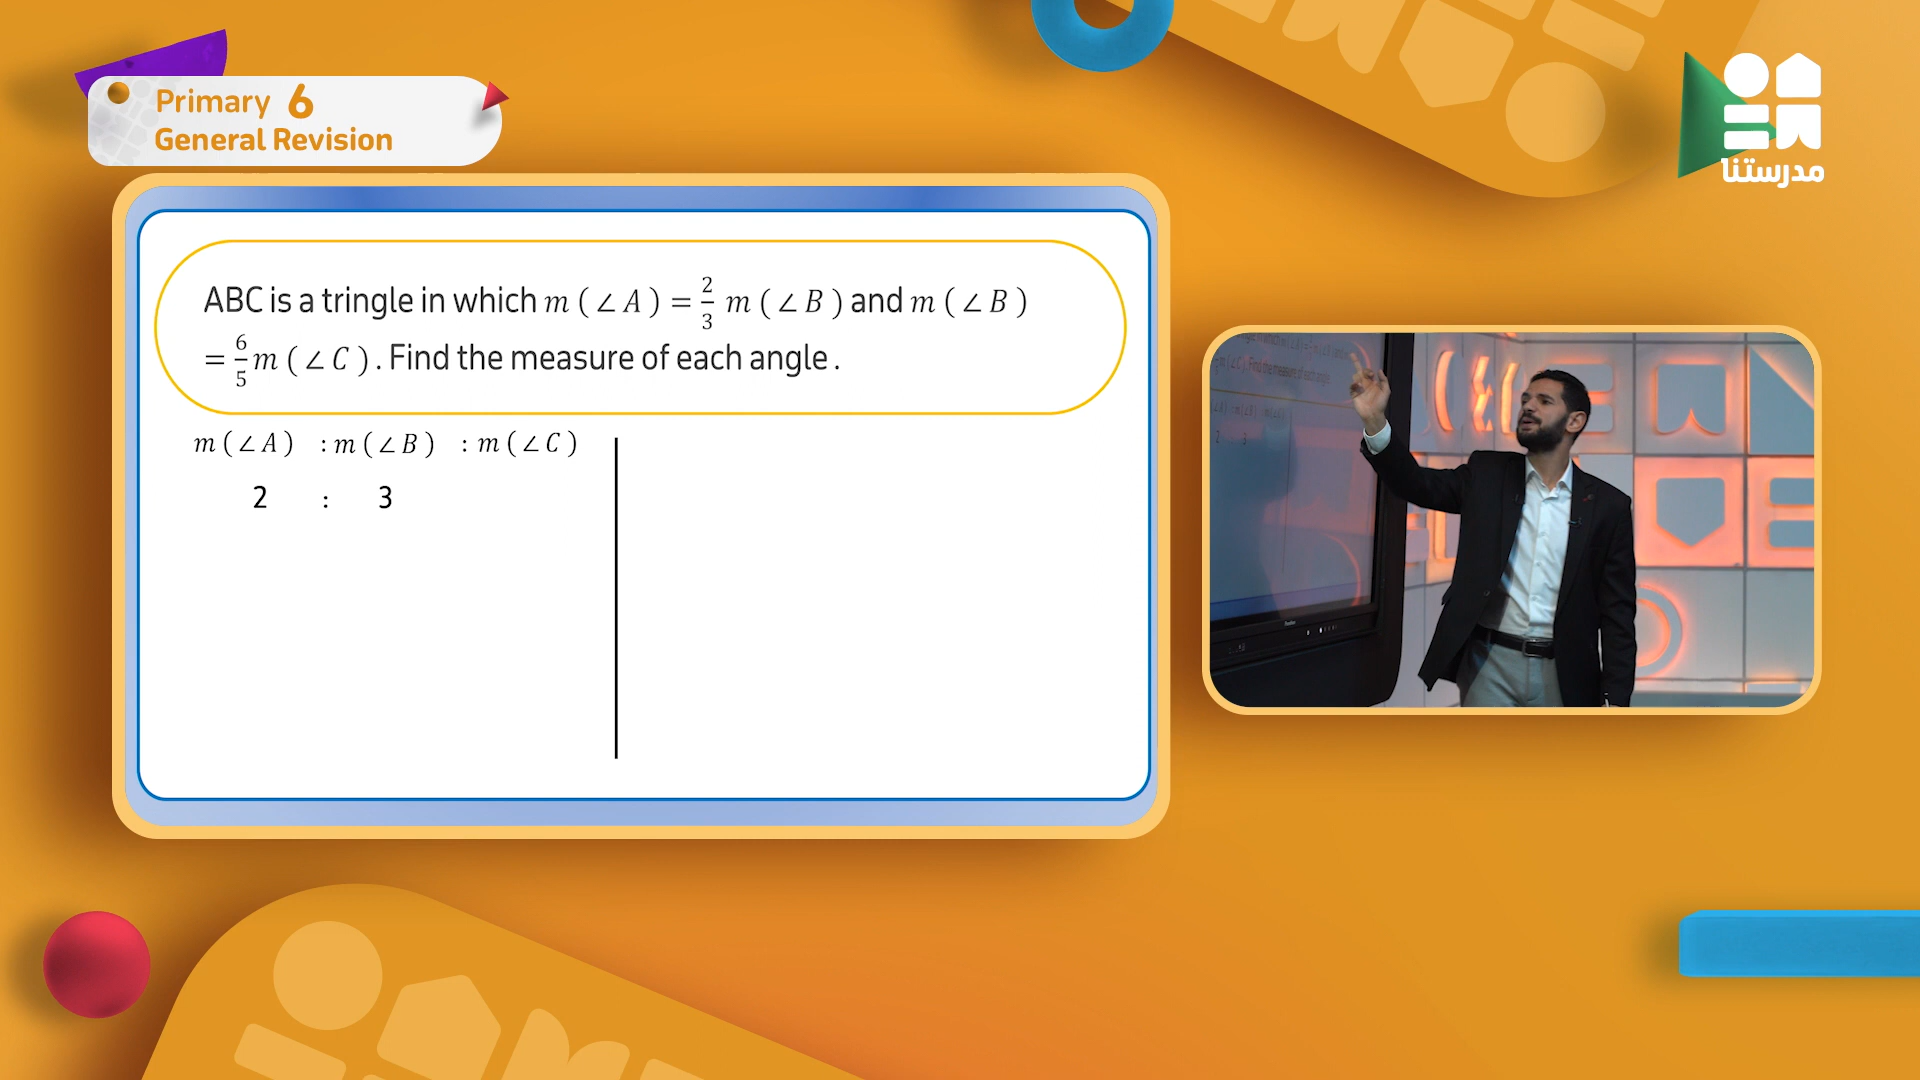 Primary 6
General Revision
مدرستنا
ABC is a tringle in which m (∠ A) = 2/3 m (∠ B) and m (∠ B)
= 6/5 m (∠ C). Find the measure of each angle.
m (∠ A) : m (∠ B) : m (∠ C)
2 : 3